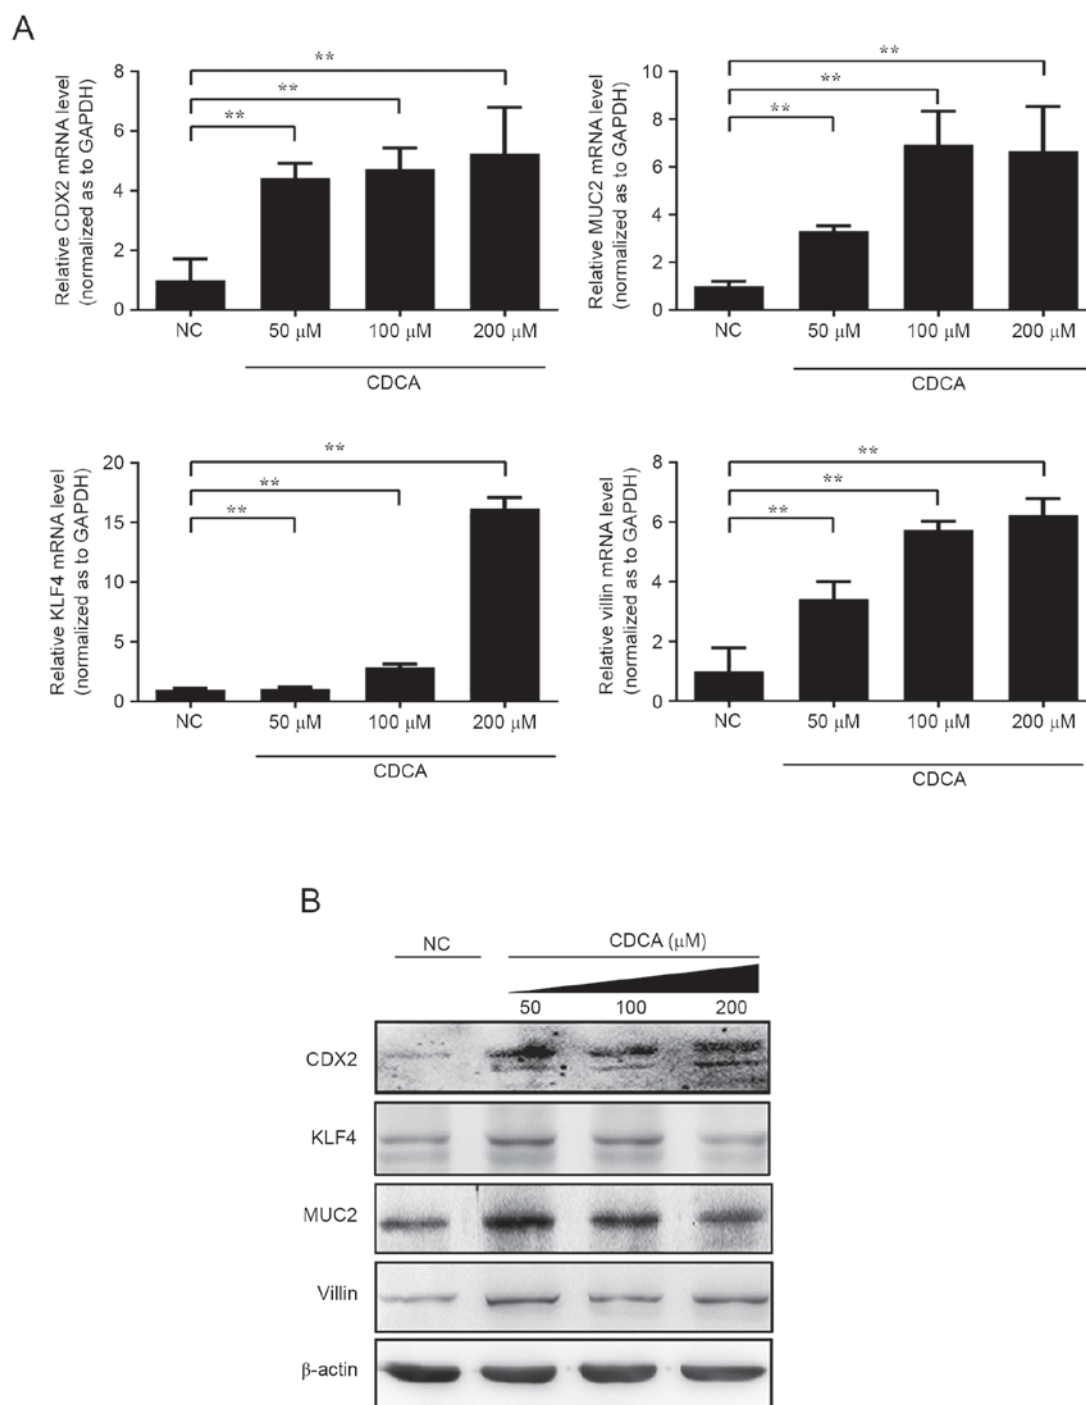 A
Relative CDX2 mRNA level
(normalized as to GAPDH)
8
6
4
2
0
**
**
**
NC
50 μM
100 μM
200 μM
CDCA
Relative MUC2 mRNA level
(normalized as to GAPDH)
10
8
6
4
2
0
**
**
**
NC
50 μM
100 μM
200 μM
CDCA
Relative KLF4 mRNA level
(normalized as to GAPDH)
20
15
10
5
0
**
**
**
NC
50 μM
100 μM
200 μM
CDCA
Relative villin mRNA level
(normalized as to GAPDH)
8
6
4
2
0
**
**
**
NC
50 μM
100 μM
200 μM
CDCA
B
NC
CDCA (μM)
50
100
200
CDX2
KLF4
MUC2
Villin
β-actin